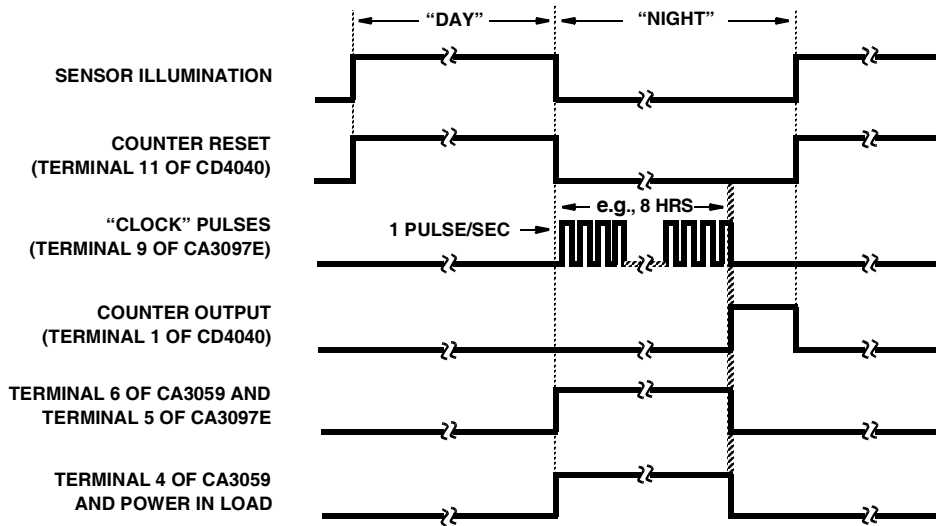 “DAY”
“NIGHT”
SENSOR ILLUMINATION
COUNTER RESET
(TERMINAL 11 OF CD4040)
e.g., 8 HRS
“CLOCK” PULSES
(TERMINAL 9 OF CA3097E)
1 PULSE/SEC
COUNTER OUTPUT
(TERMINAL 1 OF CD4040)
TERMINAL 6 OF CA3059 AND
TERMINAL 5 OF CA3097E
TERMINAL 4 OF CA3059
AND POWER IN LOAD